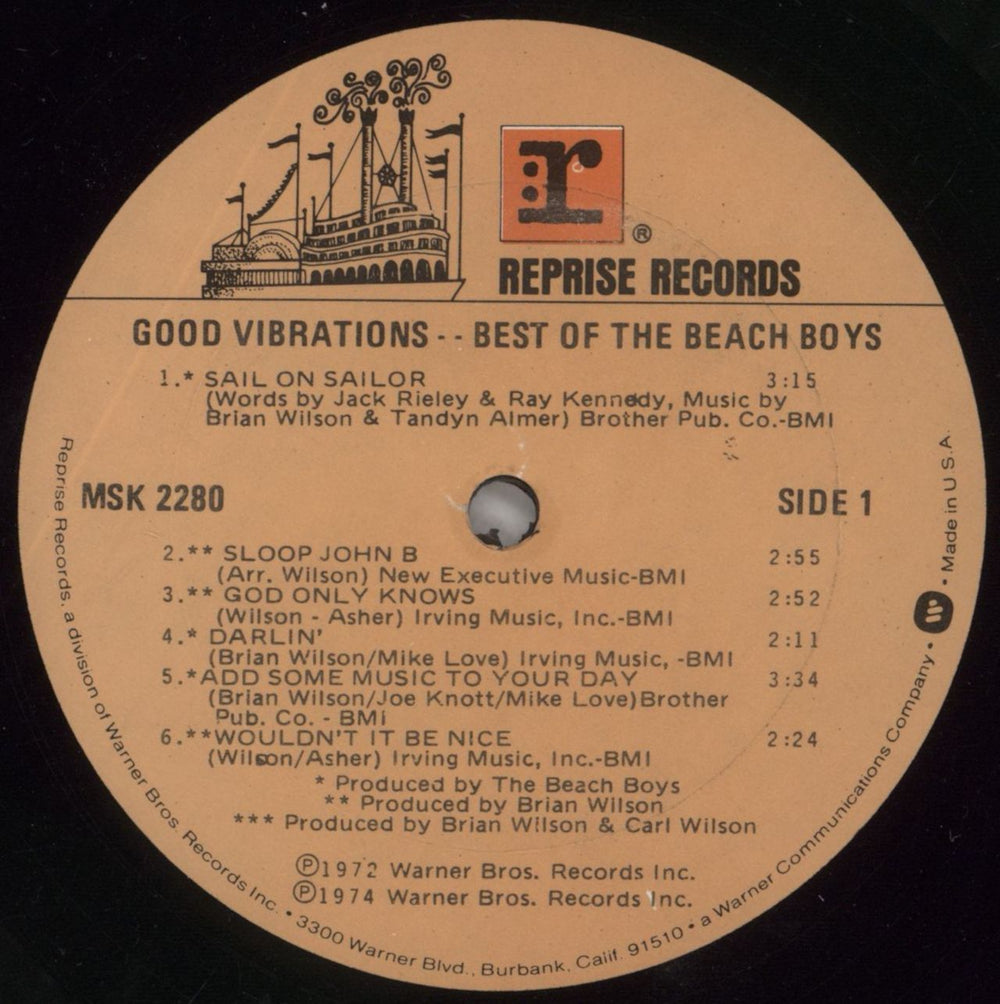 r
®
REPRISE RECORDS
GOOD VIBRATIONS -- BEST OF THE BEACH BOYS
1.* SAIL ON SAILOR 3:15
(Words by Jack Rieley & Ray Kennedy, Music by
Brian Wilson & Tandyn Almer) Brother Pub. Co.-BMI
MSK 2280
SIDE 1
2.** SLOOP JOHN B 2:55
(Arr. Wilson) New Executive Music-BMI
3.** GOD ONLY KNOWS 2:52
(Wilson - Asher) Irving Music, Inc.-BMI
4.* DARLIN' 2:11
(Brian Wilson/Mike Love) Irving Music, -BMI
5.*ADD SOME MUSIC TO YOUR DAY 3:34
(Brian Wilson/Joe Knott/Mike Love)Brother
Pub. Co. - BMI
6.**WOULDN'T IT BE NICE 2:24
(Wilson/Asher) Irving Music, Inc.-BMI
* Produced by The Beach Boys
** Produced by Brian Wilson
*** Produced by Brian Wilson & Carl Wilson
℗1972 Warner Bros. Records Inc.
℗1974 Warner Bros. Records Inc.
Reprise Records, a division of Warner Bros. Records Inc. • 3300 Warner Blvd., Burbank, Calif. 91510 • a Warner Communications Company • W • Made in U.S.A.